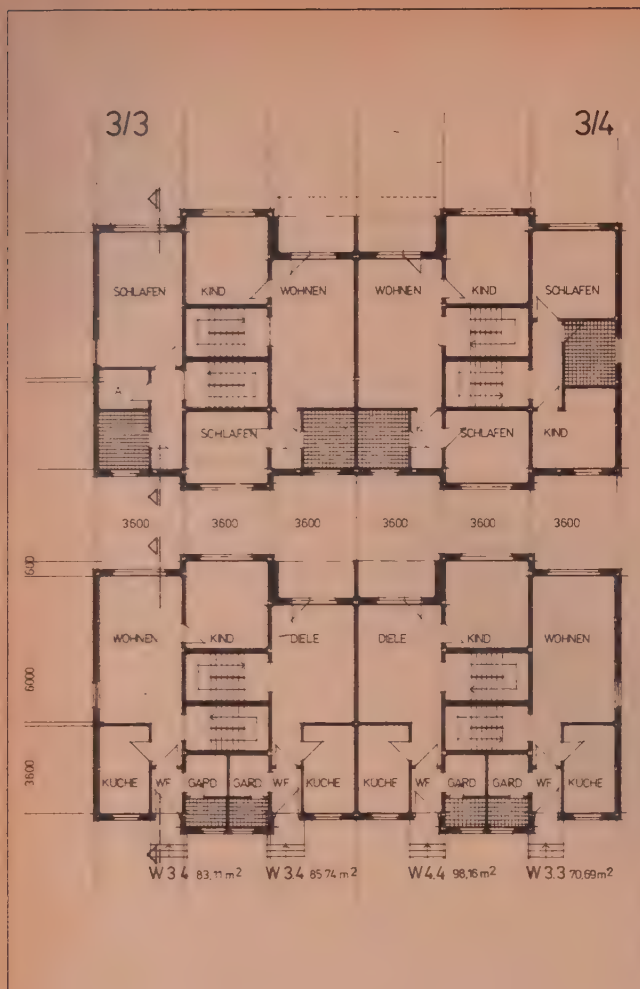 3/3 3/4
SCHLAFEN KIND WOHNEN WOHNEN KIND SCHLAFEN
A
SCHLAFEN SCHLAFEN KIND
3600 3600 3600 3600 3600 3600
600
WOHNEN KIND DIELE DIELE KIND WOHNEN
6000
3600
KÜCHE WF GARD GARD WF KÜCHE KÜCHE WF GARD GARD WF KÜCHE
W 3.4 83,11 m² W 3.4 85,74 m² W 4.4 98,16 m² W 3.3 70,69 m²